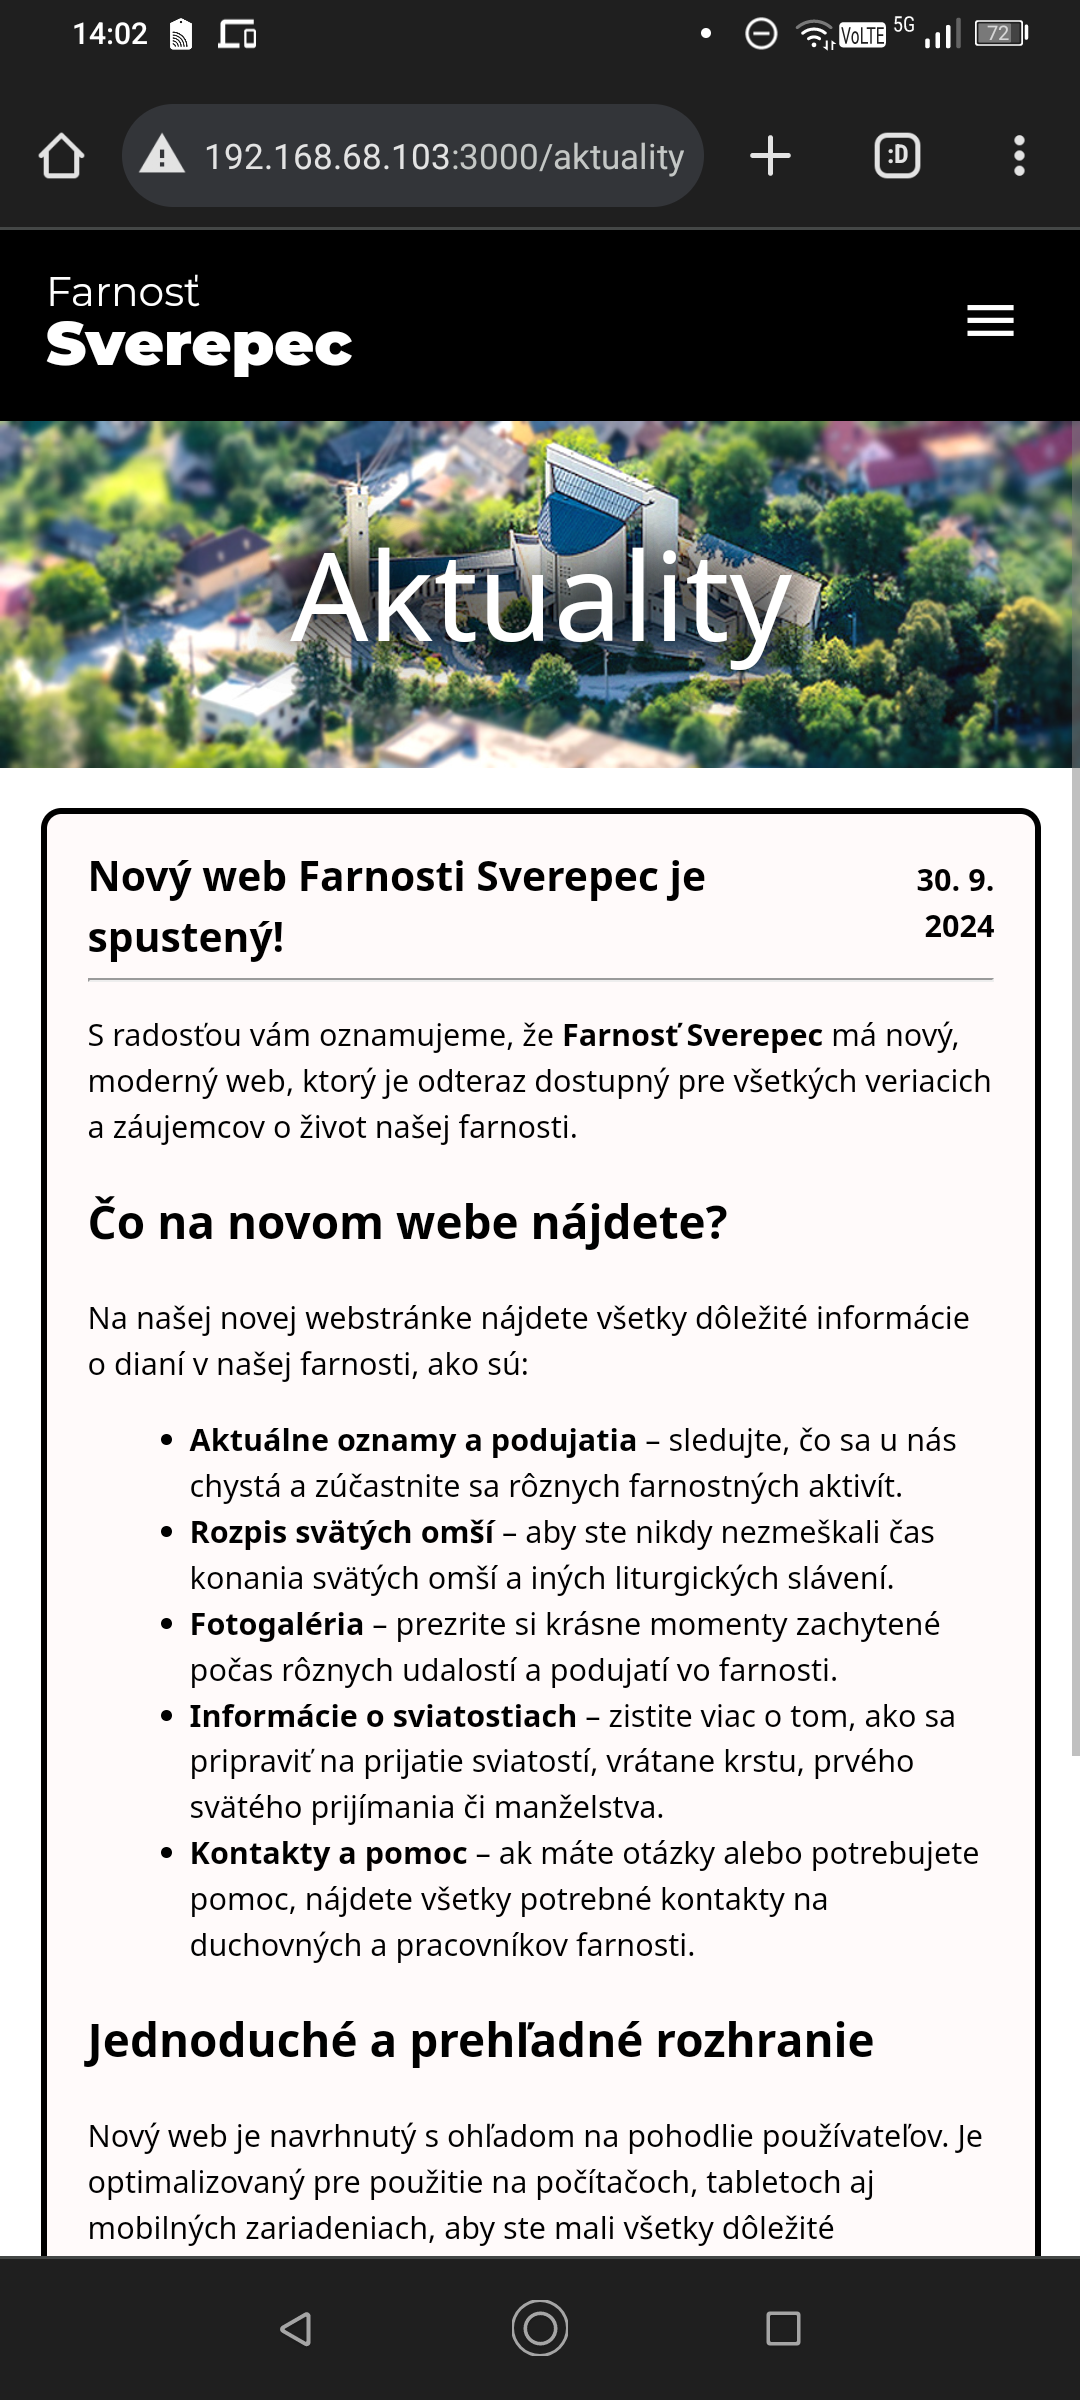 14:02
VoLTE
5G
72
192.168.68.103:3000/aktuality
:D
Farnosť
Sverepec
Aktuality
Nový web Farnosti Sverepec je
spustený!
30. 9.
2024
S radosťou vám oznamujeme, že Farnosť Sverepec má nový,
moderný web, ktorý je odteraz dostupný pre všetkých veriacich
a záujemcov o život našej farnosti.
Čo na novom webe nájdete?
Na našej novej webstránke nájdete všetky dôležité informácie
o dianí v našej farnosti, ako sú:
• Aktuálne oznamy a podujatia – sledujte, čo sa u nás
chystá a zúčastnite sa rôznych farnostných aktivít.
• Rozpis svätých omší – aby ste nikdy nezmeškali čas
konania svätých omší a iných liturgických slávení.
• Fotogaléria – prezrite si krásne momenty zachytené
počas rôznych udalostí a podujatí vo farnosti.
• Informácie o sviatostiach – zistite viac o tom, ako sa
pripraviť na prijatie sviatostí, vrátane krstu, prvého
svätého prijímania či manželstva.
• Kontakty a pomoc – ak máte otázky alebo potrebujete
pomoc, nájdete všetky potrebné kontakty na
duchovných a pracovníkov farnosti.
Jednoduché a prehľadné rozhranie
Nový web je navrhnutý s ohľadom na pohodlie používateľov. Je
optimalizovaný pre použitie na počítačoch, tabletoch aj
mobilných zariadeniach, aby ste mali všetky dôležité